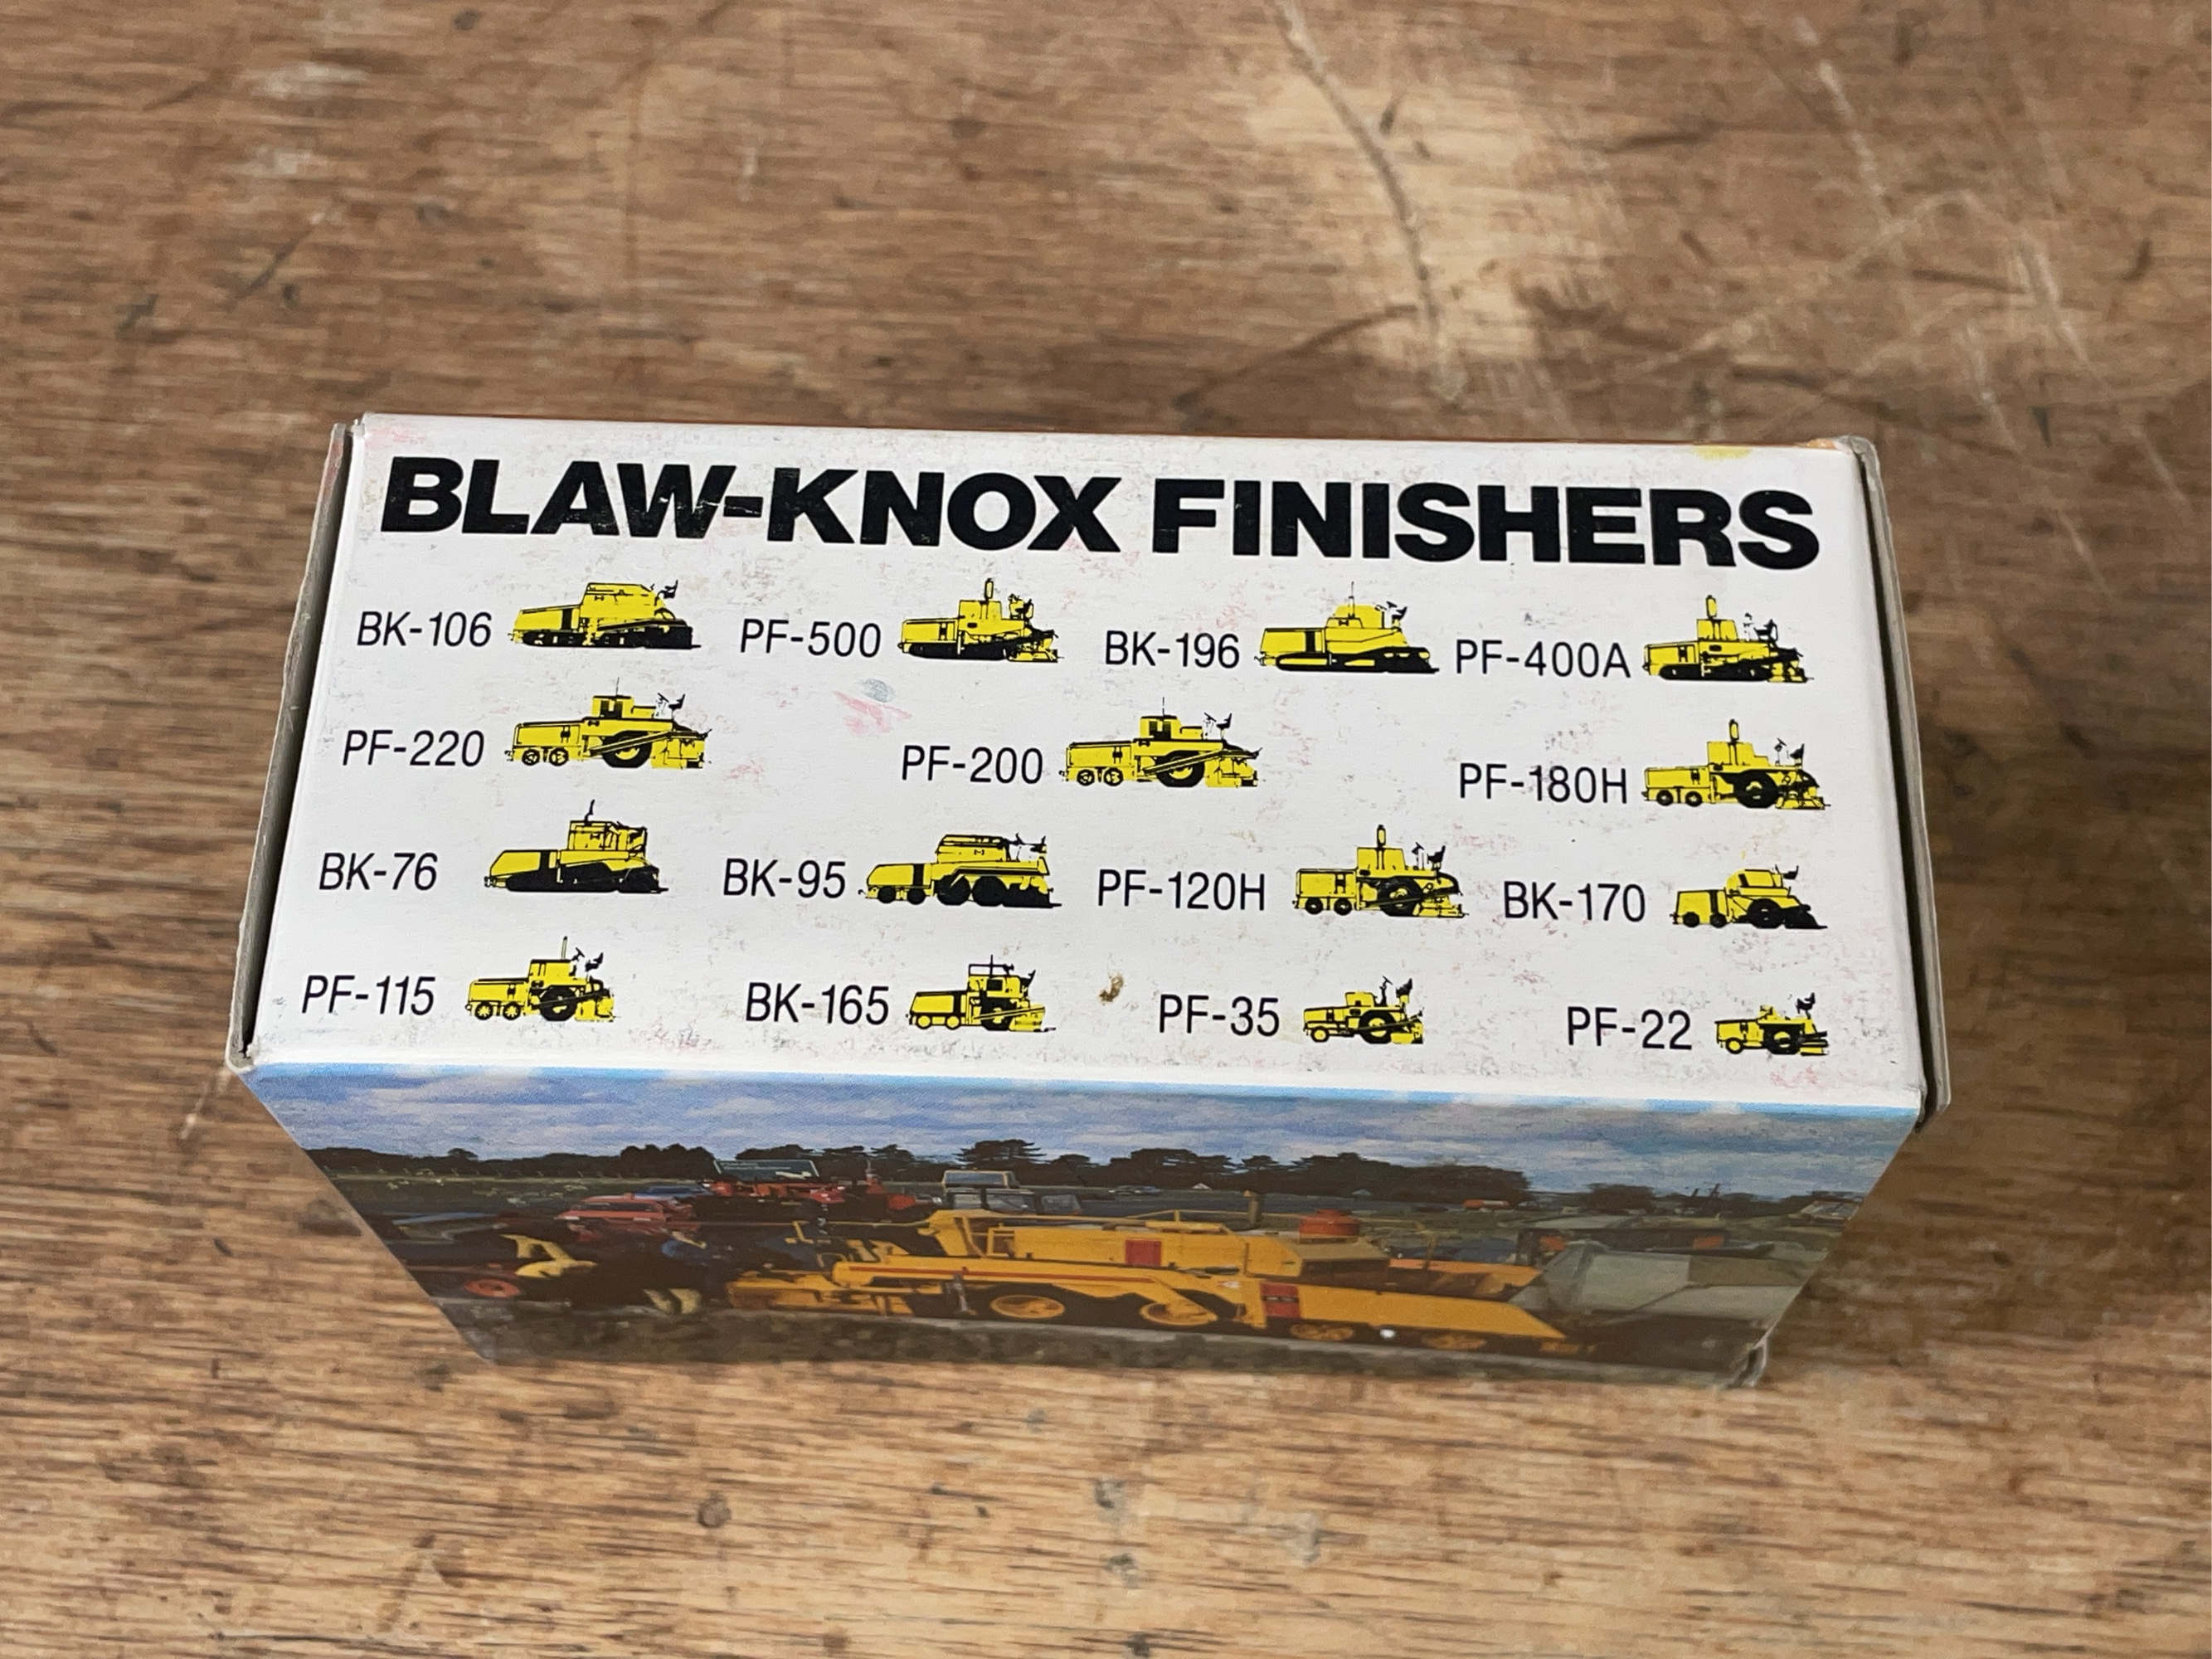 BLAW-KNOX FINISHERS
BK-106 PF-500 BK-196 PF-400A
PF-220 PF-200 PF-180H
BK-76 BK-95 PF-120H BK-170
PF-115 BK-165 PF-35 PF-22